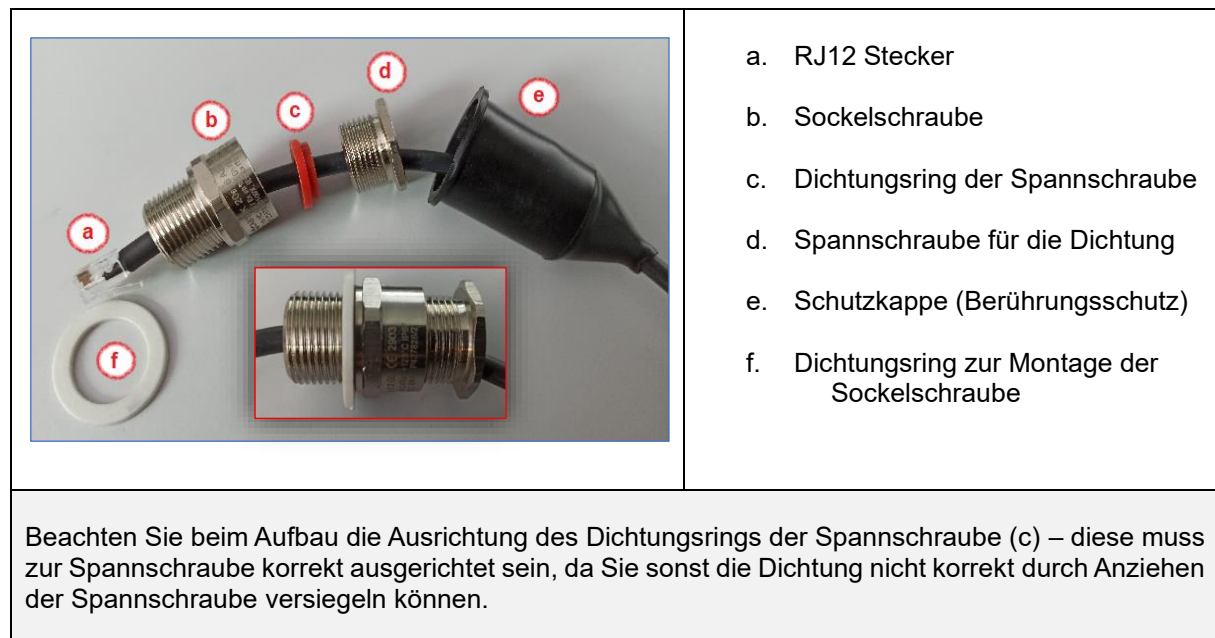 a
b
c
d
e
f
a. RJ12 Stecker
b. Sockelschraube
c. Dichtungsring der Spannschraube
d. Spannschraube für die Dichtung
e. Schutzkappe (Berührungsschutz)
f. Dichtungsring zur Montage der
Sockelschraube
Beachten Sie beim Aufbau die Ausrichtung des Dichtungsrings der Spannschraube (c) – diese muss
zur Spannschraube korrekt ausgerichtet sein, da Sie sonst die Dichtung nicht korrekt durch Anziehen
der Spannschraube versiegeln können.